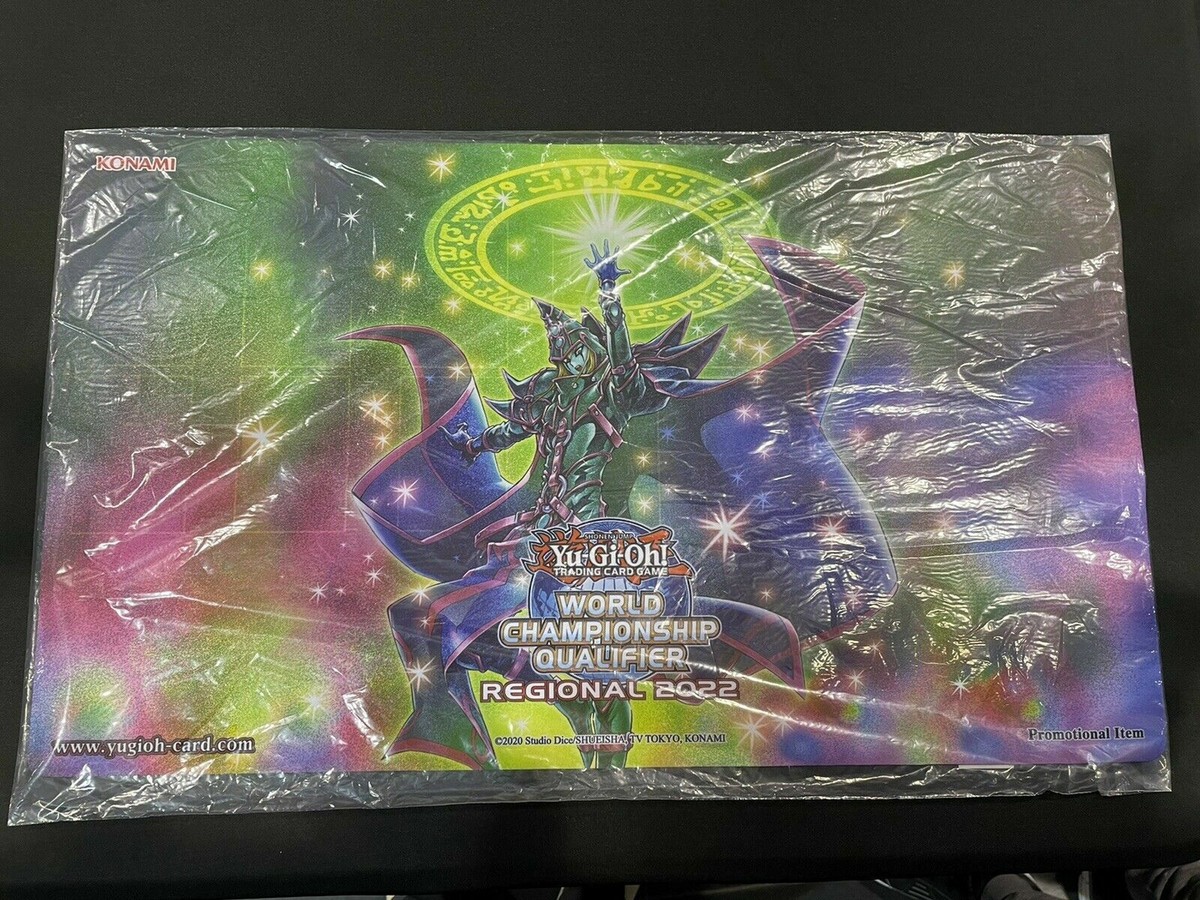 KONAMI
SHONEN JUMP
Yu-Gi-Oh!
TRADING CARD GAME
WORLD
CHAMPIONSHIP
QUALIFIER
REGIONAL 2022
©2020 Studio Dice/SHUEISHA, TV TOKYO, KONAMI
www.yugioh-card.com
Promotional Item